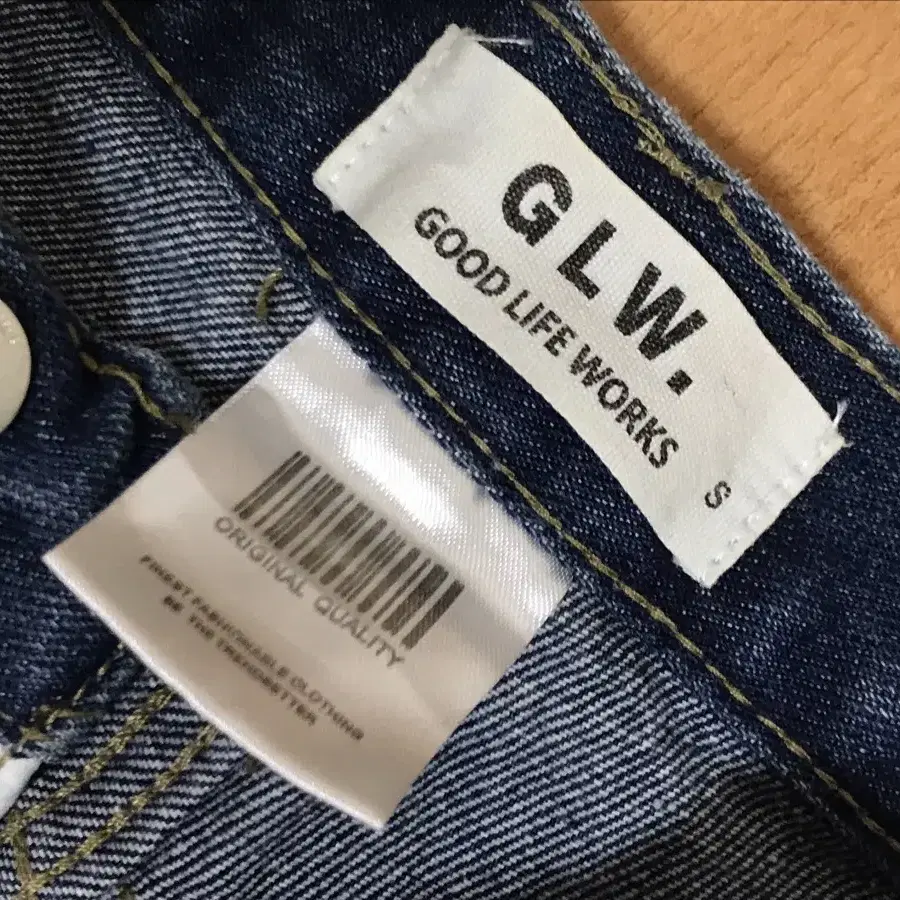 GLW.
GOOD LIFE WORKS
S
ORIGINAL QUALITY
FINEST FASHIONABLE CLOTHING
BE THE TRENDSETTER